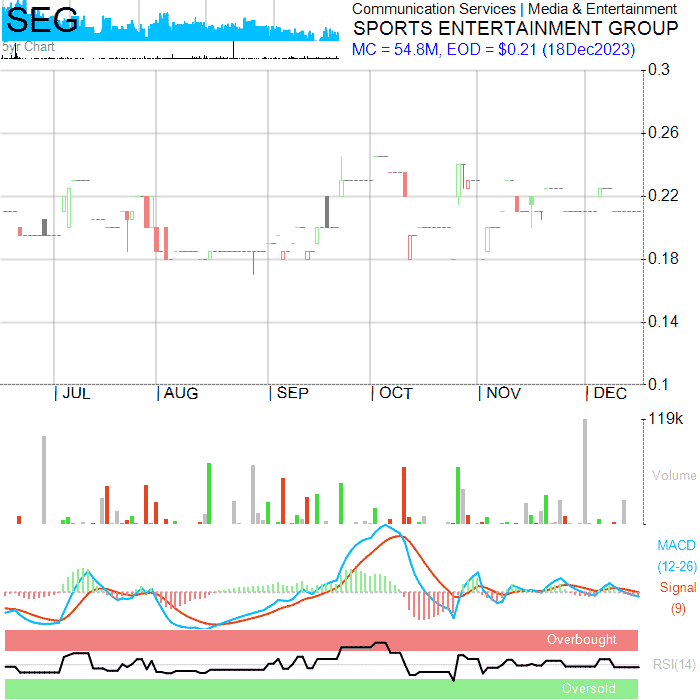 SEG
5yr Chart
Communication Services | Media & Entertainment
SPORTS ENTERTAINMENT GROUP
MC = 54.8M, EOD = $0.21 (18Dec2023)
0.3
0.26
0.22
0.18
0.14
0.1
JUL AUG SEP OCT NOV DEC
119k
Volume
MACD
(12-26)
Signal
(9)
Overbought
RSI(14)
Oversold